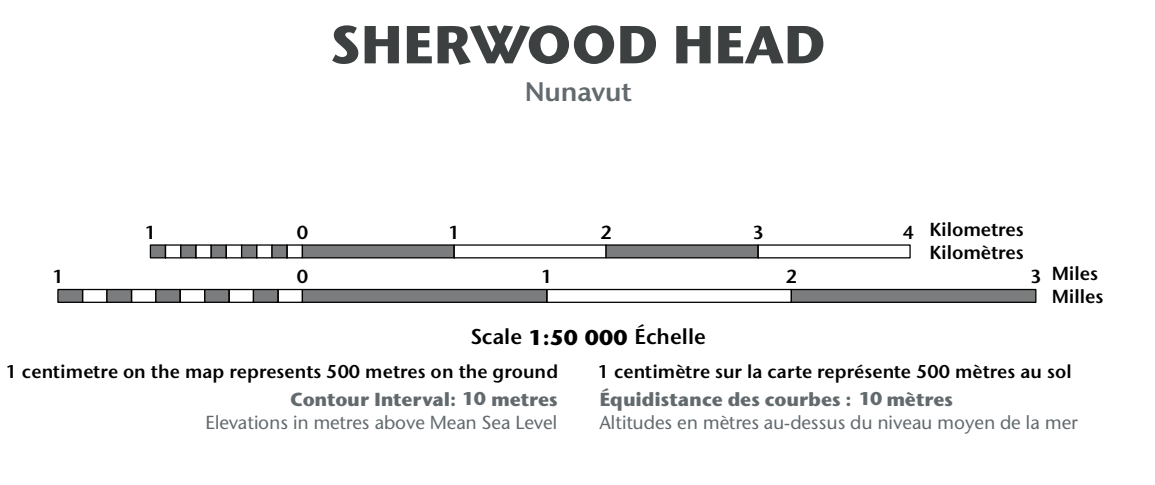 SHERWOOD HEAD
Nunavut
1 0 1 2 3 4 Kilometres
Kilomètres
1 0 1 2 3 Miles
Milles
Scale 1:50 000 Échelle
1 centimetre on the map represents 500 metres on the ground
1 centimètre sur la carte représente 500 mètres au sol
Contour Interval: 10 metres
Équidistance des courbes : 10 mètres
Elevations in metres above Mean Sea Level
Altitudes en mètres au-dessus du niveau moyen de la mer